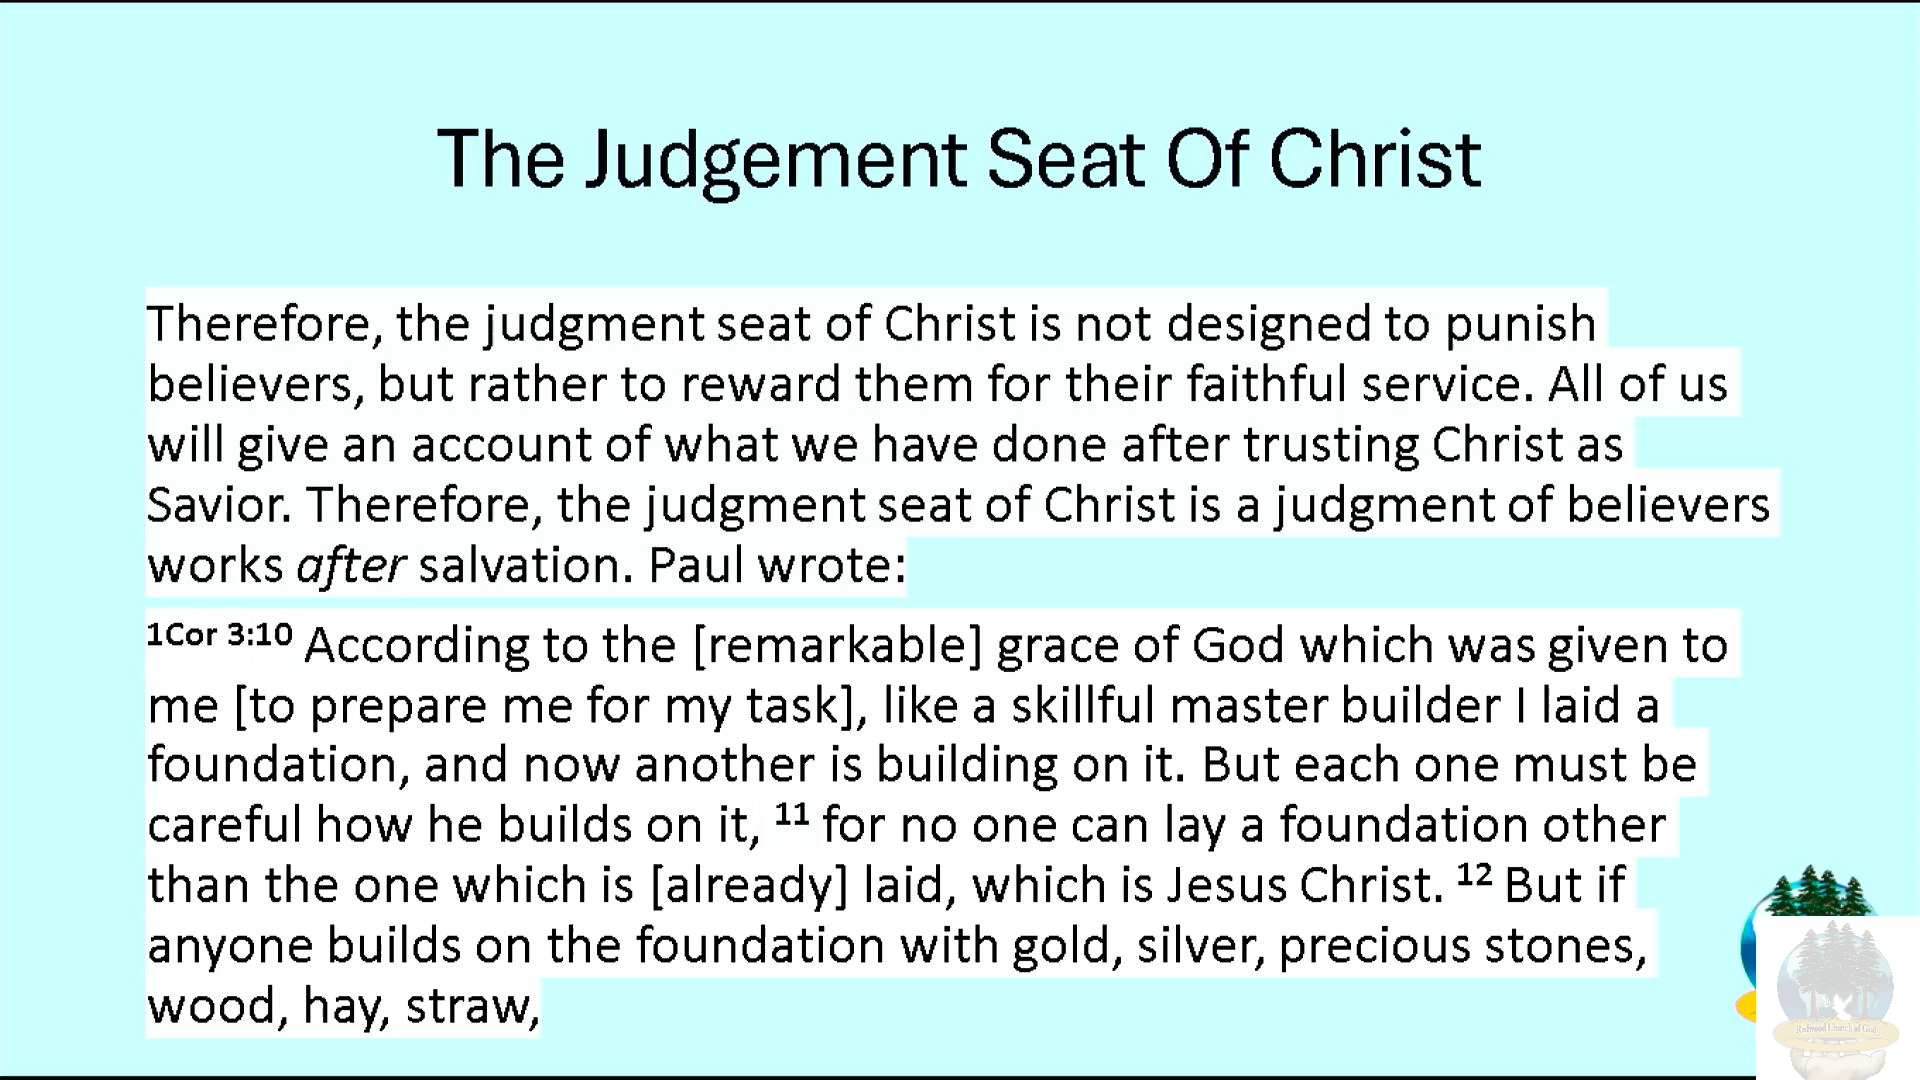 The Judgement Seat Of Christ
Therefore, the judgment seat of Christ is not designed to punish
believers, but rather to reward them for their faithful service. All of us
will give an account of what we have done after trusting Christ as
Savior. Therefore, the judgment seat of Christ is a judgment of believers
works after salvation. Paul wrote:
1Cor 3:10 According to the [remarkable] grace of God which was given to
me [to prepare me for my task], like a skillful master builder I laid a
foundation, and now another is building on it. But each one must be
careful how he builds on it, 11 for no one can lay a foundation other
than the one which is [already] laid, which is Jesus Christ. 12 But if
anyone builds on the foundation with gold, silver, precious stones,
wood, hay, straw,
Redwood Church of God